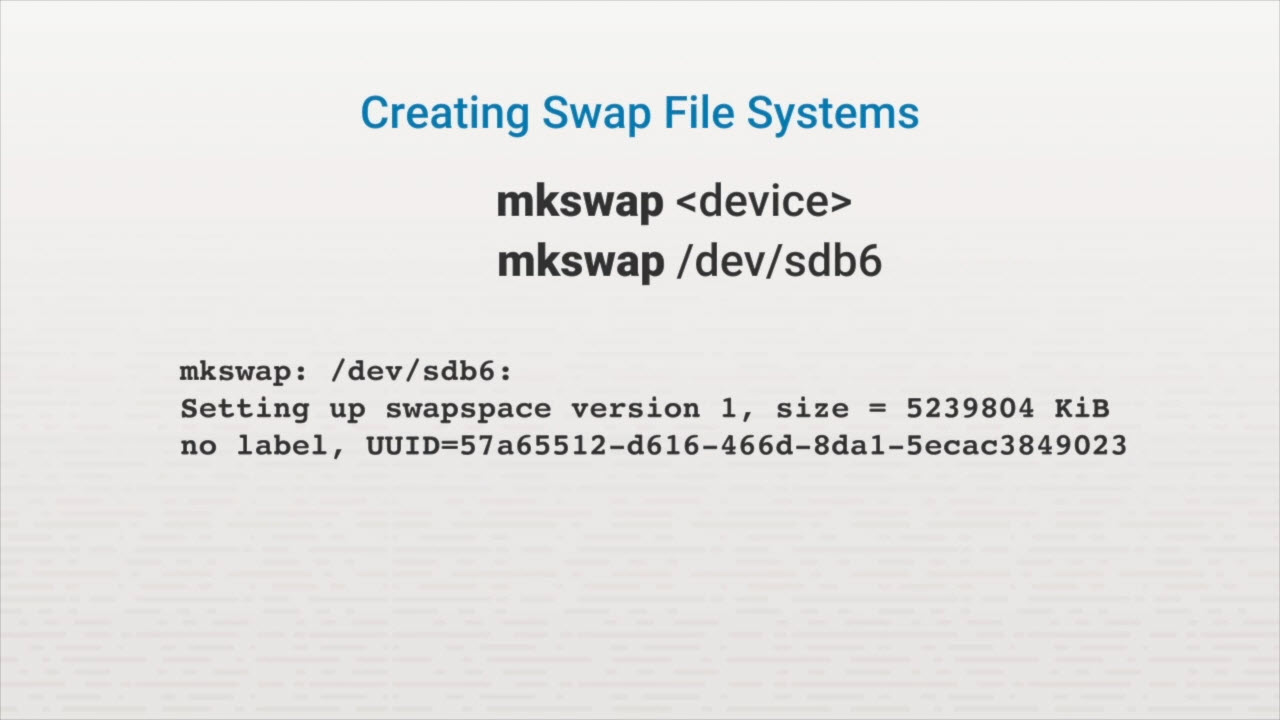 Creating Swap File Systems
mkswap <device>
mkswap /dev/sdb6
mkswap: /dev/sdb6:
Setting up swapspace version 1, size = 5239804 KiB
no label, UUID=57a65512-d616-466d-8da1-5ecac3849023